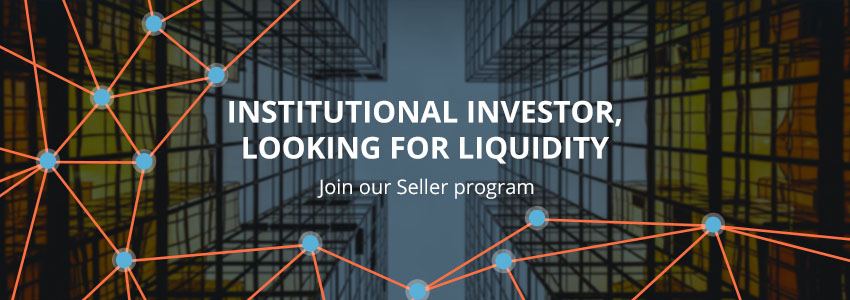 INSTITUTIONAL INVESTOR,
LOOKING FOR LIQUIDITY
Join our Seller program